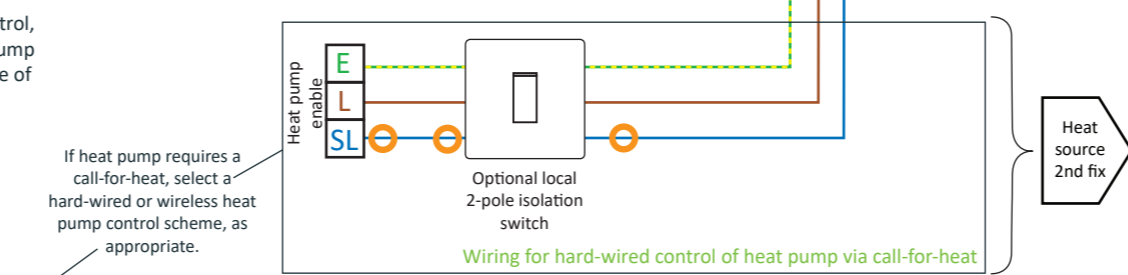 trol,
ump
e of
Heat pump
enable
E
L
SL
If heat pump requires a
call-for-heat, select a
hard-wired or wireless heat
pump control scheme, as
appropriate.
Optional local
2-pole isolation
switch
Wiring for hard-wired control of heat pump via call-for-heat
Heat
source
2nd fix